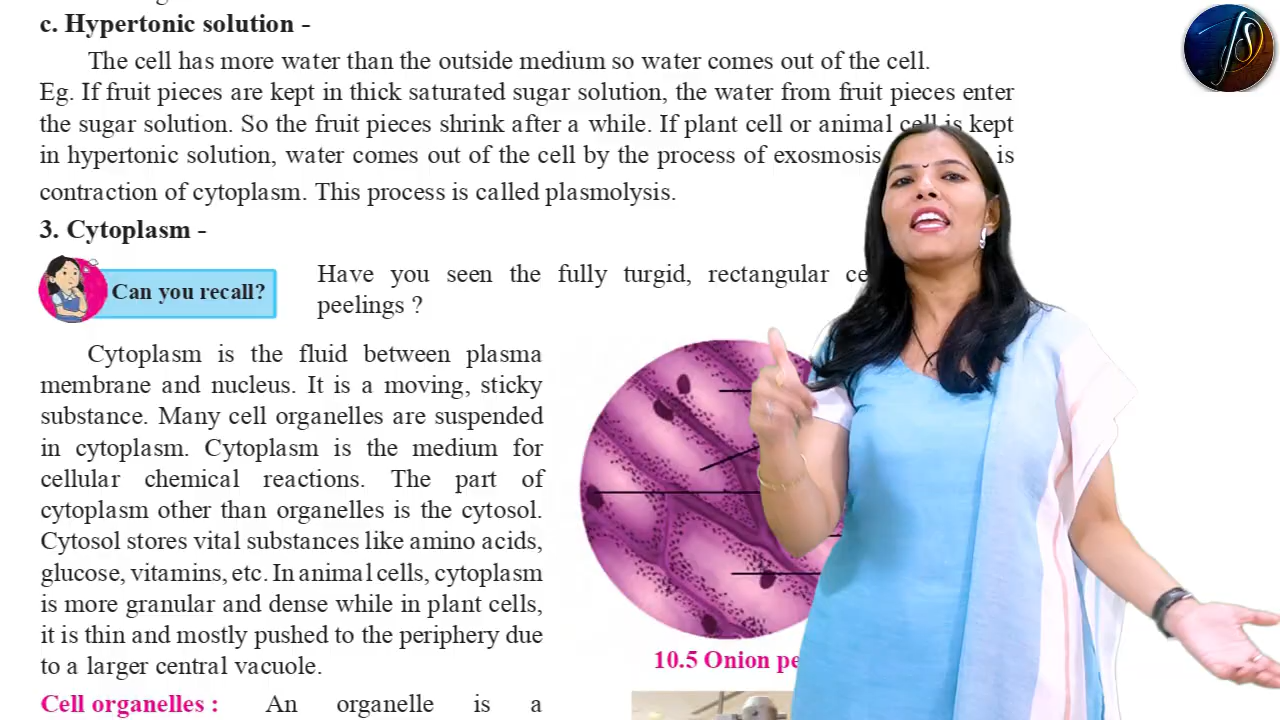 c. Hypertonic solution -
The cell has more water than the outside medium so water comes out of the cell.
Eg. If fruit pieces are kept in thick saturated sugar solution, the water from fruit pieces enter
the sugar solution. So the fruit pieces shrink after a while. If plant cell or animal cell is kept
in hypertonic solution, water comes out of the cell by the process of exosmosis is
contraction of cytoplasm. This process is called plasmolysis.
3. Cytoplasm -
Can you recall?
Have you seen the fully turgid, rectangular
peelings ?
Cytoplasm is the fluid between plasma
membrane and nucleus. It is a moving, sticky
substance. Many cell organelles are suspended
in cytoplasm. Cytoplasm is the medium for
cellular chemical reactions. The part of
cytoplasm other than organelles is the cytosol.
Cytosol stores vital substances like amino acids,
glucose, vitamins, etc. In animal cells, cytoplasm
is more granular and dense while in plant cells,
it is thin and mostly pushed to the periphery due
to a larger central vacuole.
10.5 Onion
Cell organelles : An organelle is a